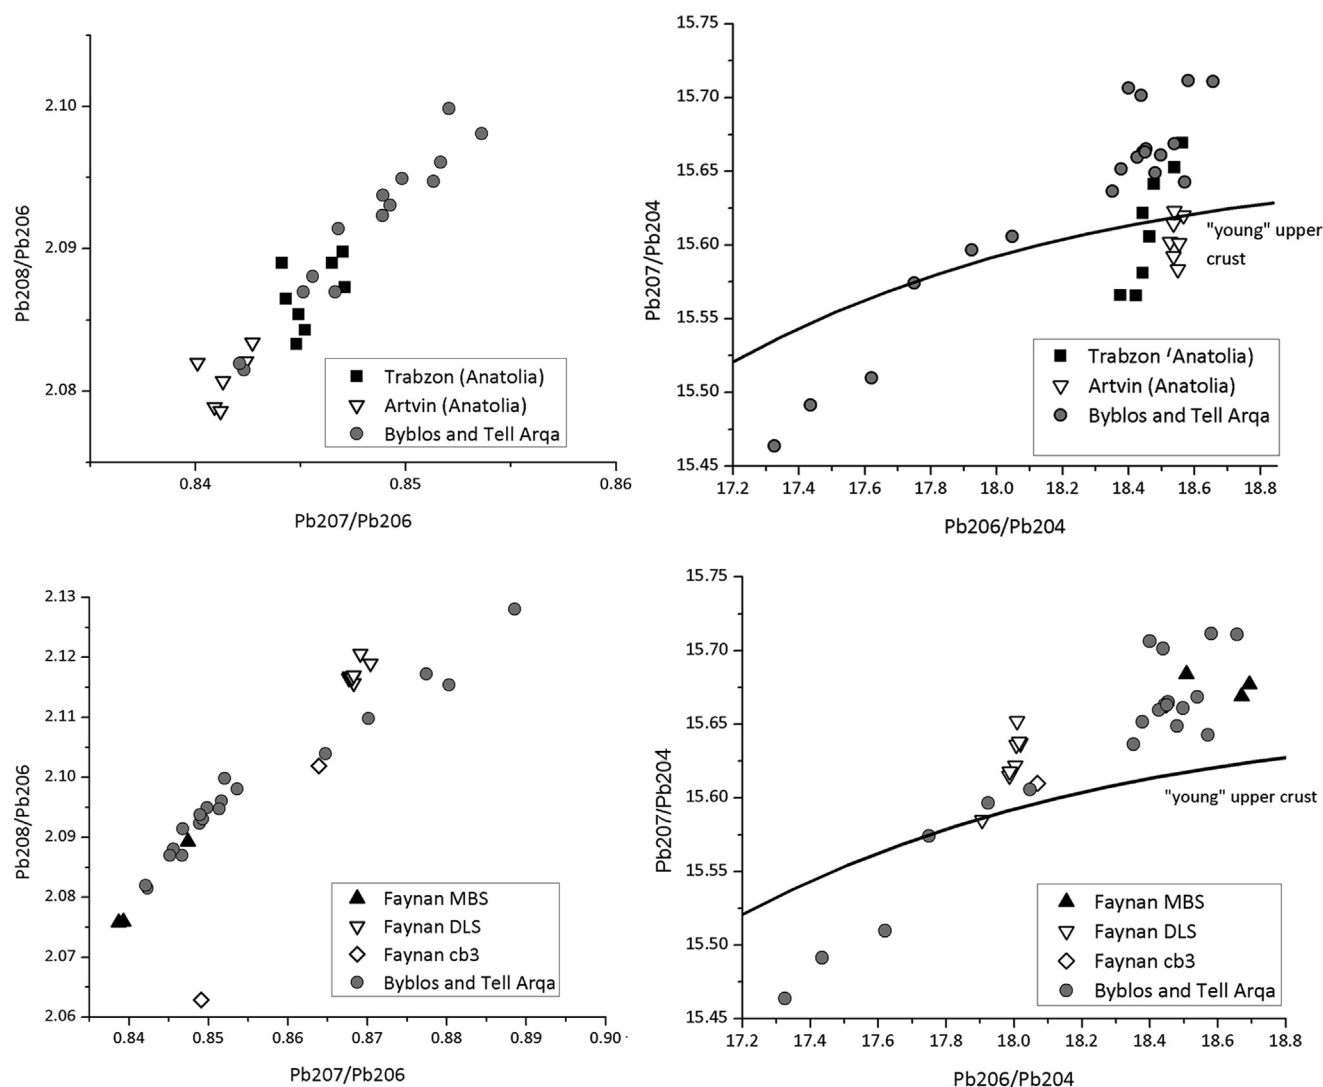 2.10
2.09
2.08
Pb208/Pb206
0.84
0.85
0.86
Pb207/Pb206
Trabzon (Anatolia)
Artvin (Anatolia)
Byblos and Tell Arqa
15.75
15.70
15.65
15.60
15.55
15.50
15.45
Pb207/Pb204
17.2
17.4
17.6
17.8
18.0
18.2
18.4
18.6
18.8
Pb206/Pb204
"young" upper
crust
Trabzon ‘Anatolia)
Artvin (Anatolia)
Byblos and Tell Arqa
2.13
2.12
2.11
2.10
2.09
2.08
2.07
2.06
Pb208/Pb206
0.84
0.85
0.86
0.87
0.88
0.89
0.90
Pb207/Pb206
Faynan MBS
Faynan DLS
Faynan cb3
Byblos and Tell Arqa
15.75
15.70
15.65
15.60
15.55
15.50
15.45
Pb207/Pb204
17.2
17.4
17.6
17.8
18.0
18.2
18.4
18.6
18.8
Pb206/Pb204
"young" upper crust
Faynan MBS
Faynan DLS
Faynan cb3
Byblos and Tell Arqa